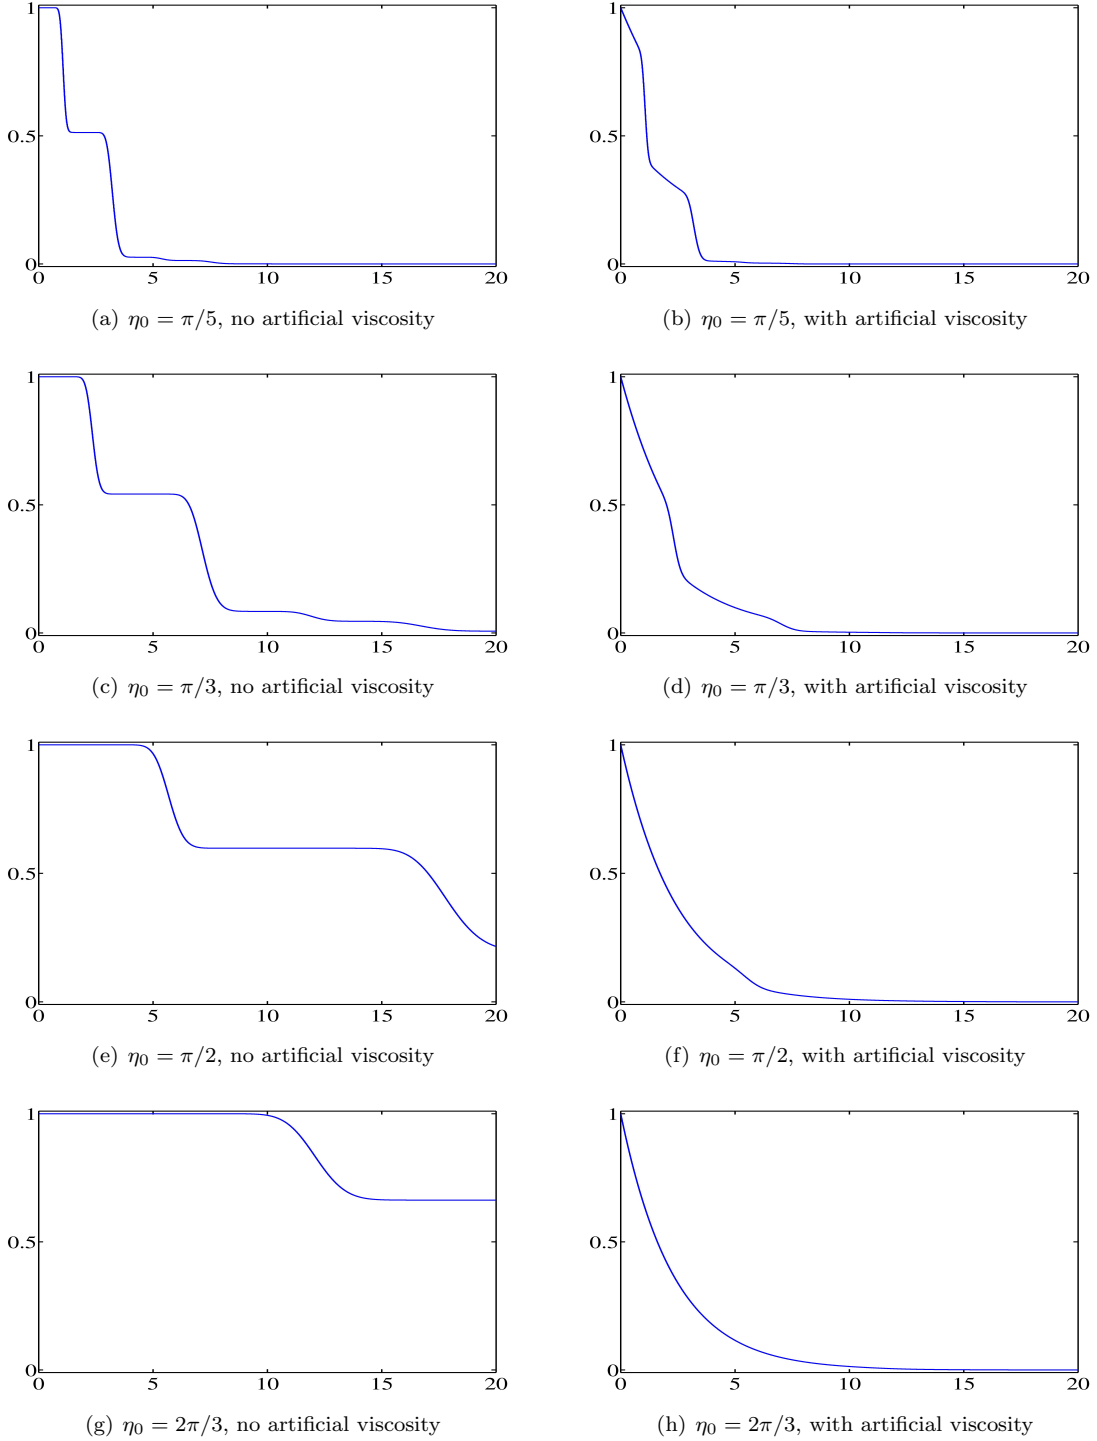 1 1
0.5 0.5
0 0
0 5 10 15 20 0 5 10 15 20
(a) η₀ = π/5, no artificial viscosity (b) η₀ = π/5, with artificial viscosity
1 1
0.5 0.5
0 0
0 5 10 15 20 0 5 10 15 20
(c) η₀ = π/3, no artificial viscosity (d) η₀ = π/3, with artificial viscosity
1 1
0.5 0.5
0 0
0 5 10 15 20 0 5 10 15 20
(e) η₀ = π/2, no artificial viscosity (f) η₀ = π/2, with artificial viscosity
1 1
0.5 0.5
0 0
0 5 10 15 20 0 5 10 15 20
(g) η₀ = 2π/3, no artificial viscosity (h) η₀ = 2π/3, with artificial viscosity